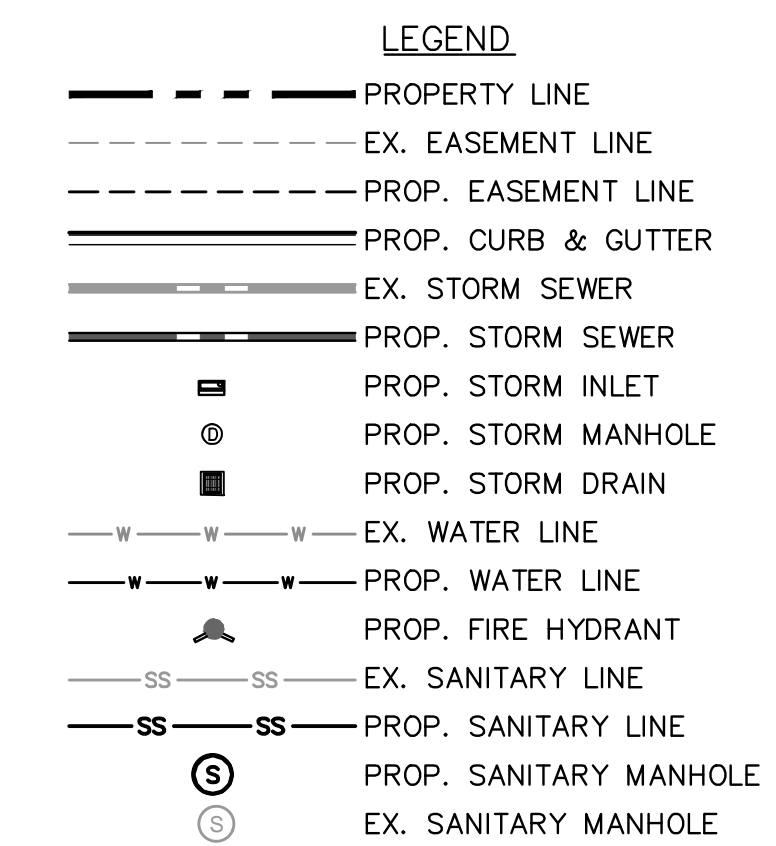 LEGEND
PROPERTY LINE
EX. EASEMENT LINE
PROP. EASEMENT LINE
PROP. CURB & GUTTER
EX. STORM SEWER
PROP. STORM SEWER
PROP. STORM INLET
D PROP. STORM MANHOLE
PROP. STORM DRAIN
W W W EX. WATER LINE
W W W PROP. WATER LINE
PROP. FIRE HYDRANT
SS SS EX. SANITARY LINE
SS SS PROP. SANITARY LINE
S PROP. SANITARY MANHOLE
S EX. SANITARY MANHOLE